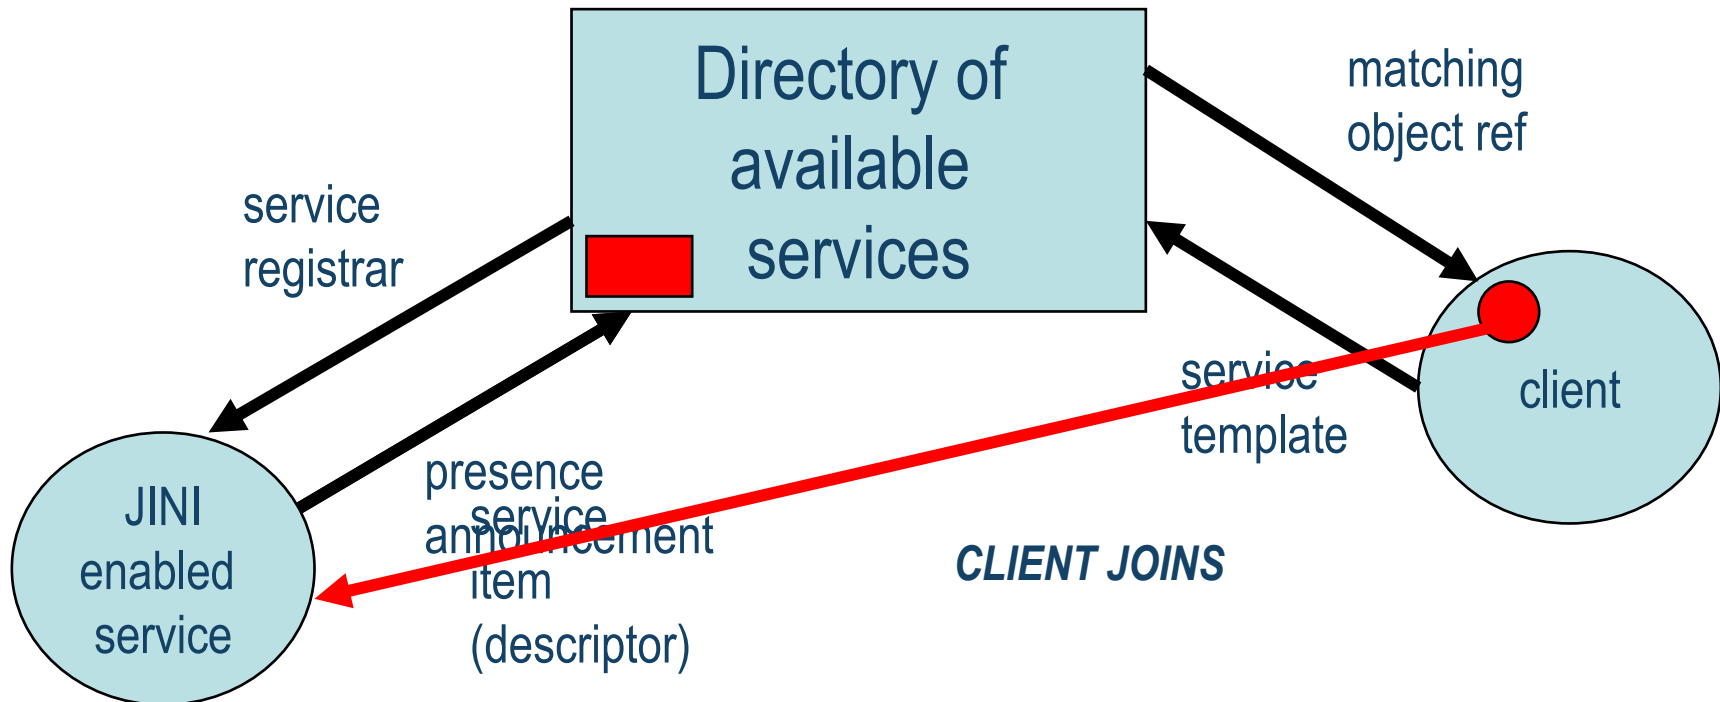 Directory of
available
services
matching
object ref
service
registrar
service
template
client
presence
announcement
service
item
(descriptor)
JINI
enabled
service
CLIENT JOINS